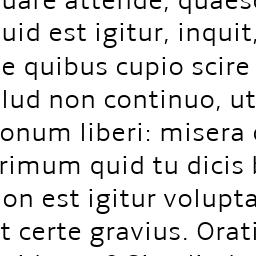 uare attende, quaeso
uid est igitur, inquit,
e quibus cupio scire
lud non continuo, ut
onum liberi: misera
rimum quid tu dicis
on est igitur volupta
t certe gravius. Orati